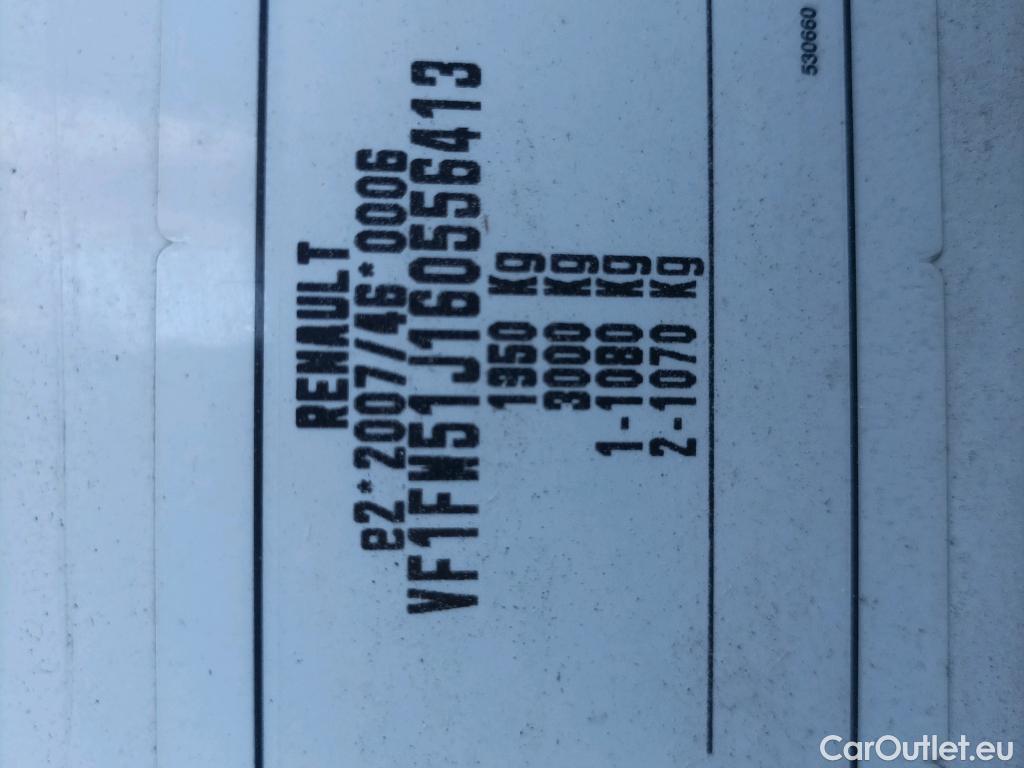 RENAULT
e2*2007/46*0006
VF1FW51J160556413
1950 Kg
3000 Kg
1-1080 Kg
2-1070 Kg
530660
CarOutlet.eu